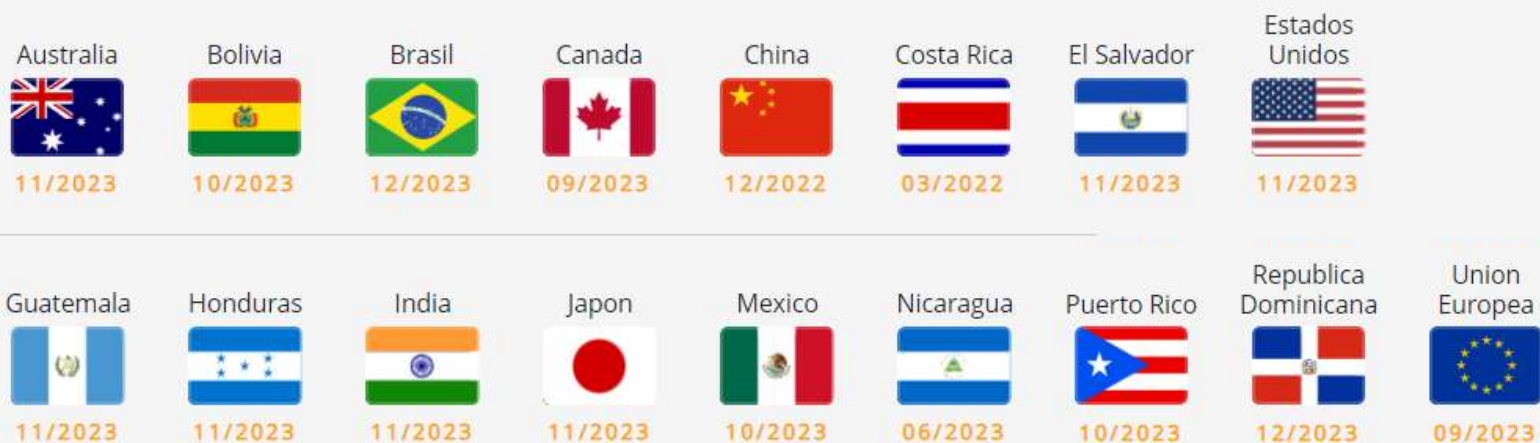 Australia
Bolivia
Brasil
Canada
China
Costa Rica
El Salvador
Estados
Unidos
11/2023
10/2023
12/2023
09/2023
12/2022
03/2022
11/2023
11/2023
Guatemala
Honduras
India
Japon
Mexico
Nicaragua
Puerto Rico
Republica
Dominicana
Union
Europea
11/2023
11/2023
11/2023
11/2023
10/2023
06/2023
10/2023
12/2023
09/2023